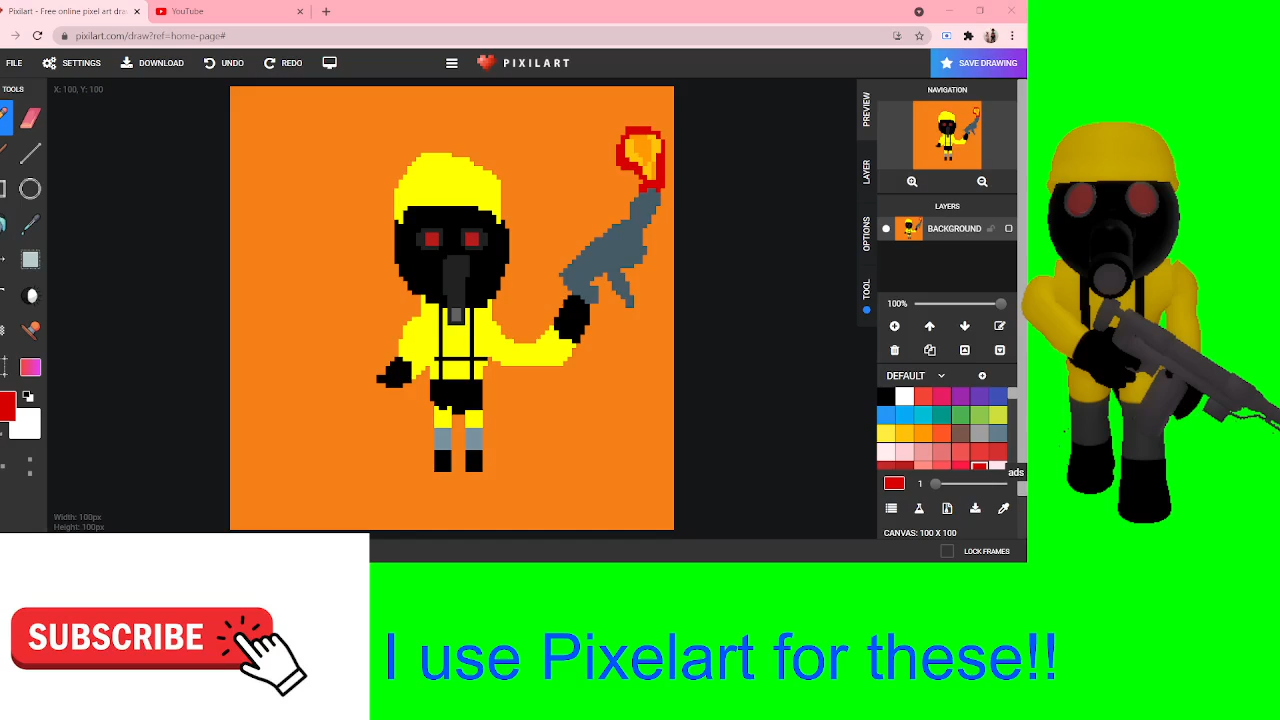 Pixilart - Free online pixel art dra
YouTube
pixilart.com/draw?ref=home-page#
FILE SETTINGS DOWNLOAD UNDO REDO PIXILART SAVE DRAWING
TOOLS
X: 100, Y: 100
NAVIGATION
PREVIEW
LAYER
OPTIONS
TOOL
LAYERS
BACKGROUND
100%
DEFAULT
ads
1
Width: 100px
Height: 100px
CANVAS: 100 X 100
LOCK FRAMES
SUBSCRIBE
I use Pixelart for these!!